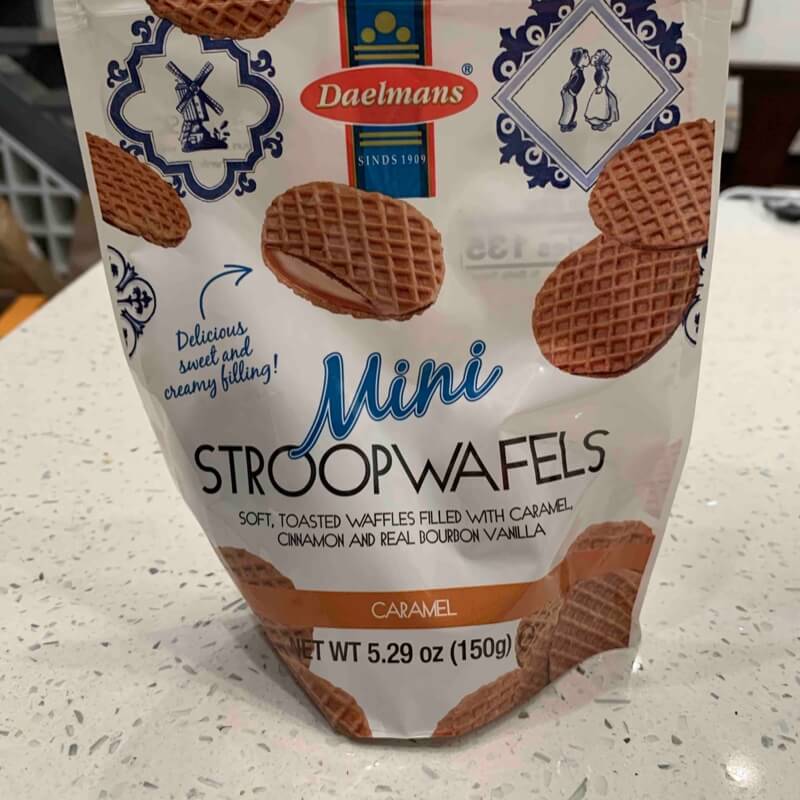 Daelmans®
SINDS 1909
Delicious
sweet and
creamy filling!
Mini
STROOPWAFELS
SOFT, TOASTED WAFFLES FILLED WITH CARAMEL,
CINNAMON AND REAL BOURBON VANILLA
CARAMEL
NET WT 5.29 oz (150g)